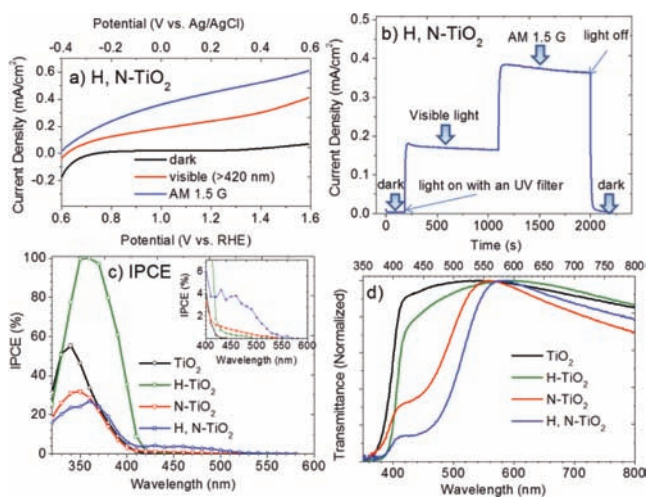 Potential (V vs. Ag/AgCl)
-0.4 -0.2 0.0 0.2 0.4 0.6
a) H, N-TiO₂
0.6
0.4
0.2
0.0
-0.2
Current Density (mA/cm²)
dark
visible (>420 nm)
AM 1.5 G
0.6 0.8 1.0 1.2 1.4 1.6
Potential (V vs. RHE)
b) H, N-TiO₂
AM 1.5 G
light off
Visible light
dark
light on with an UV filter
dark
0.5
0.4
0.3
0.2
0.1
0.0
Current Density (mA/cm²)
0 500 1000 1500 2000
Time (s)
c) IPCE
100
80
60
40
20
0
IPCE (%)
TiO₂
H-TiO₂
N-TiO₂
H, N-TiO₂
350 400 450 500 550 600
Wavelength (nm)
6
4
2
0
IPCE (%)
400 450 500 550 600
Wavelength (nm)
350 400 450 500 550 600 650 700 750 800
d)
Transmittance (Normalized)
TiO₂
H-TiO₂
N-TiO₂
H, N-TiO₂
400 500 600 700 800
Wavelength (nm)